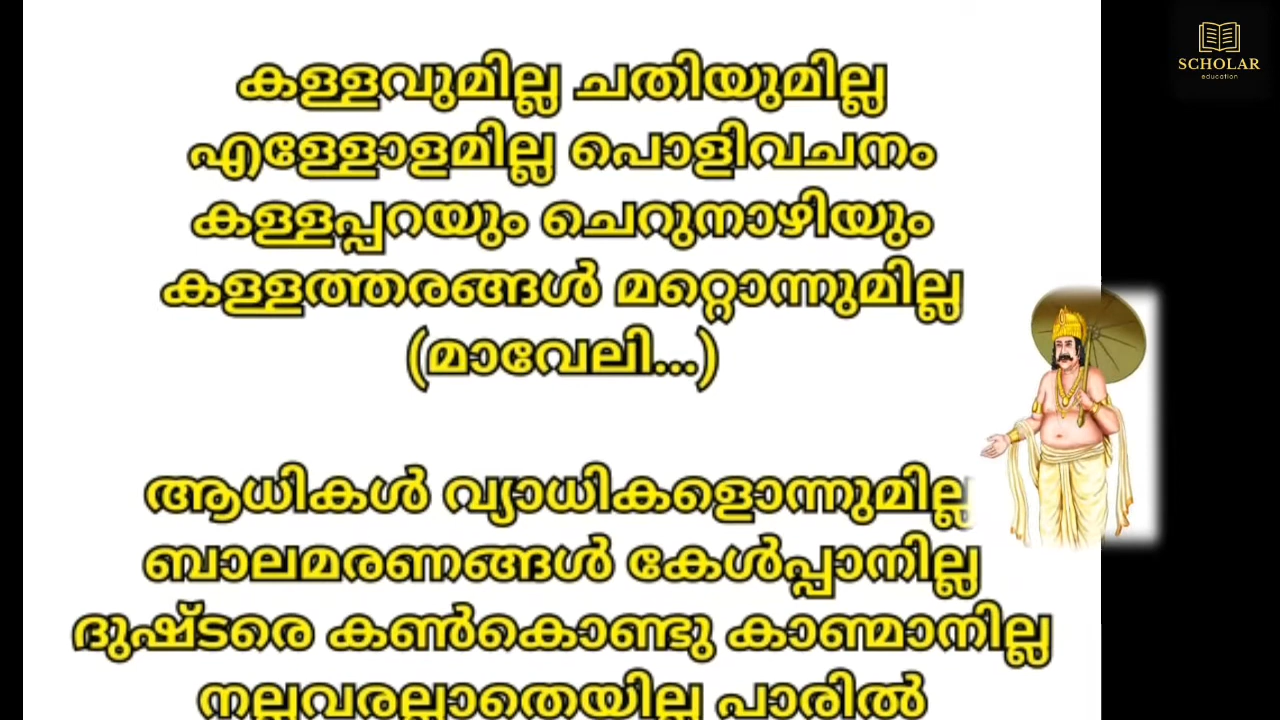 കള്ളവുമില്ല ചതിയുമില്ല
എള്ളോളമില്ല പൊളിവചനം
കള്ളപ്പറയും ചെറുനാഴിയും
കള്ളത്തരങ്ങൾ മറ്റൊന്നുമില്ല
(മാവേലി...)
ആധികൾ വ്യാധികളൊന്നുമില്ല
ബാലമരണങ്ങൾ കേൾപ്പാനില്ല
ദുഷ്ടരെ കൺകൊണ്ടു കാണ്മാനില്ല
നല്ലവരല്ലാതെയില്ല പാരിൽ
SCHOLAR
education